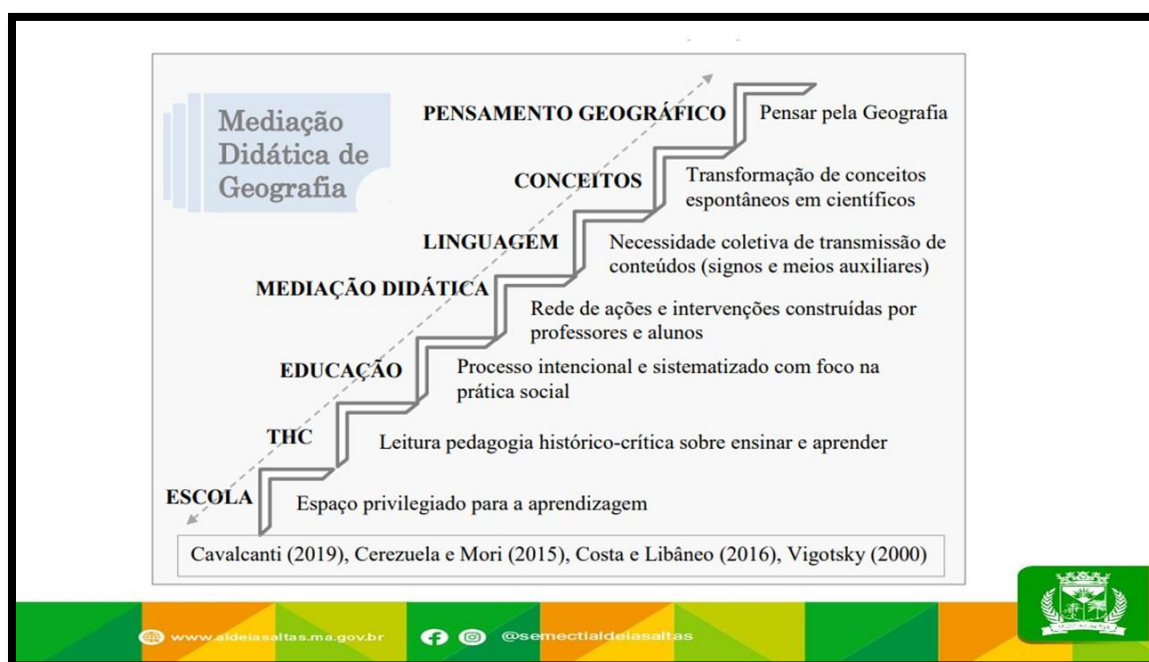 Mediação
Didática de
Geografia
PENSAMENTO GEOGRÁFICO
Pensar pela Geografia
CONCEITOS
Transformação de conceitos
espontâneos em científicos
LINGUAGEM
Necessidade coletiva de transmissão de
conteúdos (signos e meios auxiliares)
MEDIAÇÃO DIDÁTICA
Rede de ações e intervenções construídas por
professores e alunos
EDUCAÇÃO
Processo intencional e sistematizado com foco na
prática social
THC
Leitura pedagogia histórico-crítica sobre ensinar e aprender
ESCOLA
Espaço privilegiado para a aprendizagem
Cavalcanti (2019), Cerezuela e Mori (2015), Costa e Libâneo (2016), Vigotsky (2000)
www.aldeiasaltas.ma.gov.br
@semectialdeiasaltas